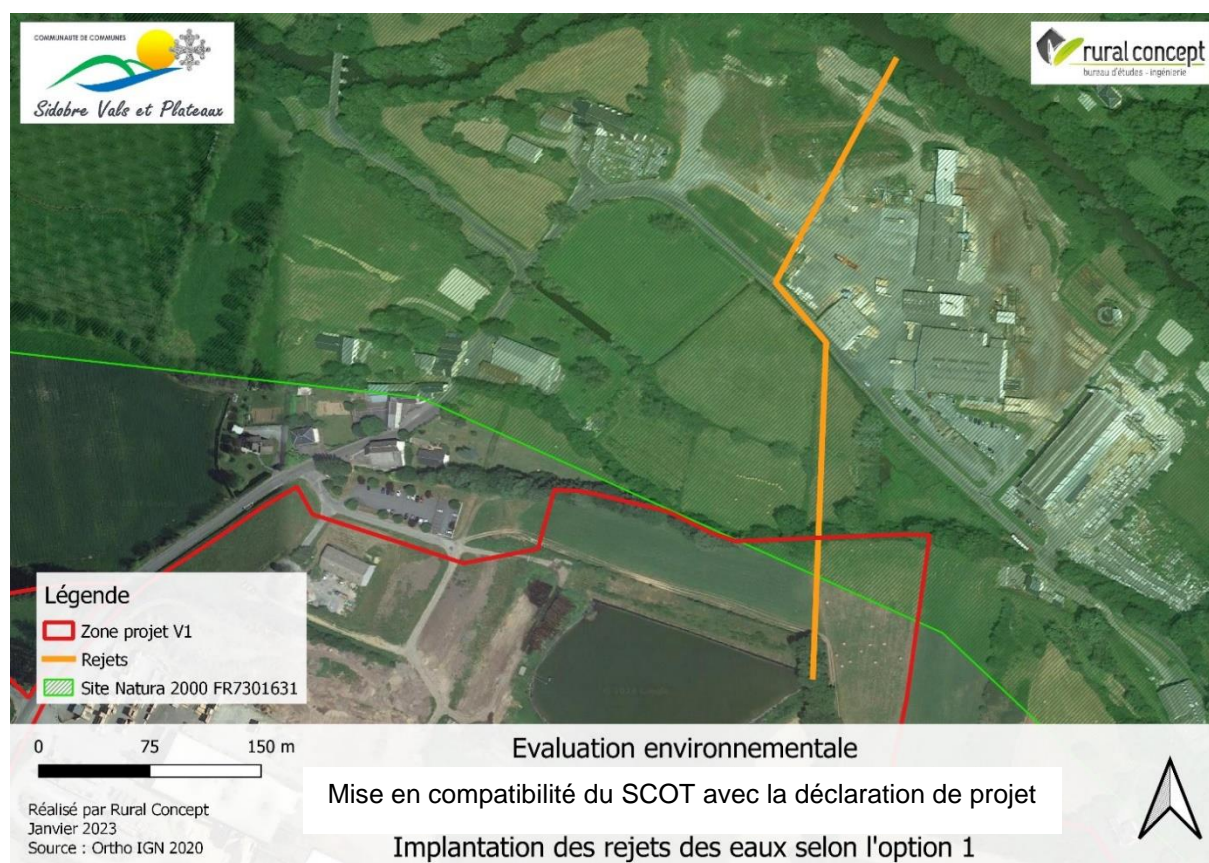 COMMUNAUTE DE COMMUNES
Sidobre Vals et Plateaux
rural concept
bureau d'études - ingénierie
Légende
Zone projet V1
Rejets
Site Natura 2000 FR7301631
0 75 150 m
Réalisé par Rural Concept
Janvier 2023
Source : Ortho IGN 2020
Evaluation environnementale
Mise en compatibilité du SCOT avec la déclaration de projet
Implantation des rejets des eaux selon l'option 1